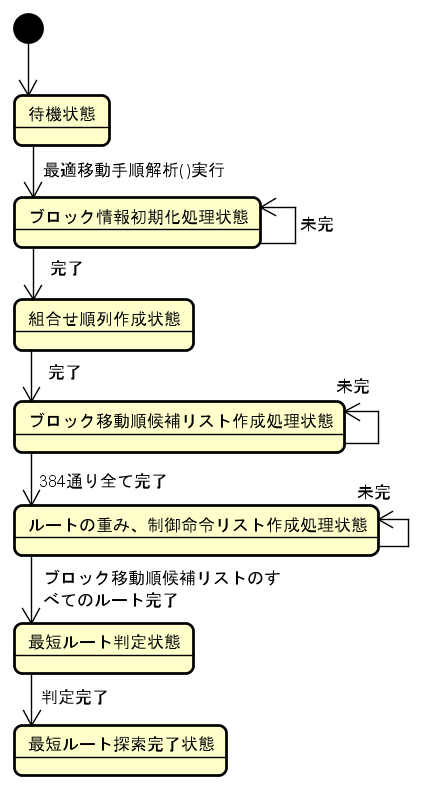 待機状態
最適移動手順解析()実行
ブロック情報初期化処理状態
未完
完了
組合せ順列作成状態
完了
未完
ブロック移動順候補リスト作成処理状態
384通り全て完了
未完
ルートの重み、制御命令リスト作成処理状態
ブロック移動順候補リストのす
べてのルート完了
最短ルート判定状態
判定完了
最短ルート探索完了状態